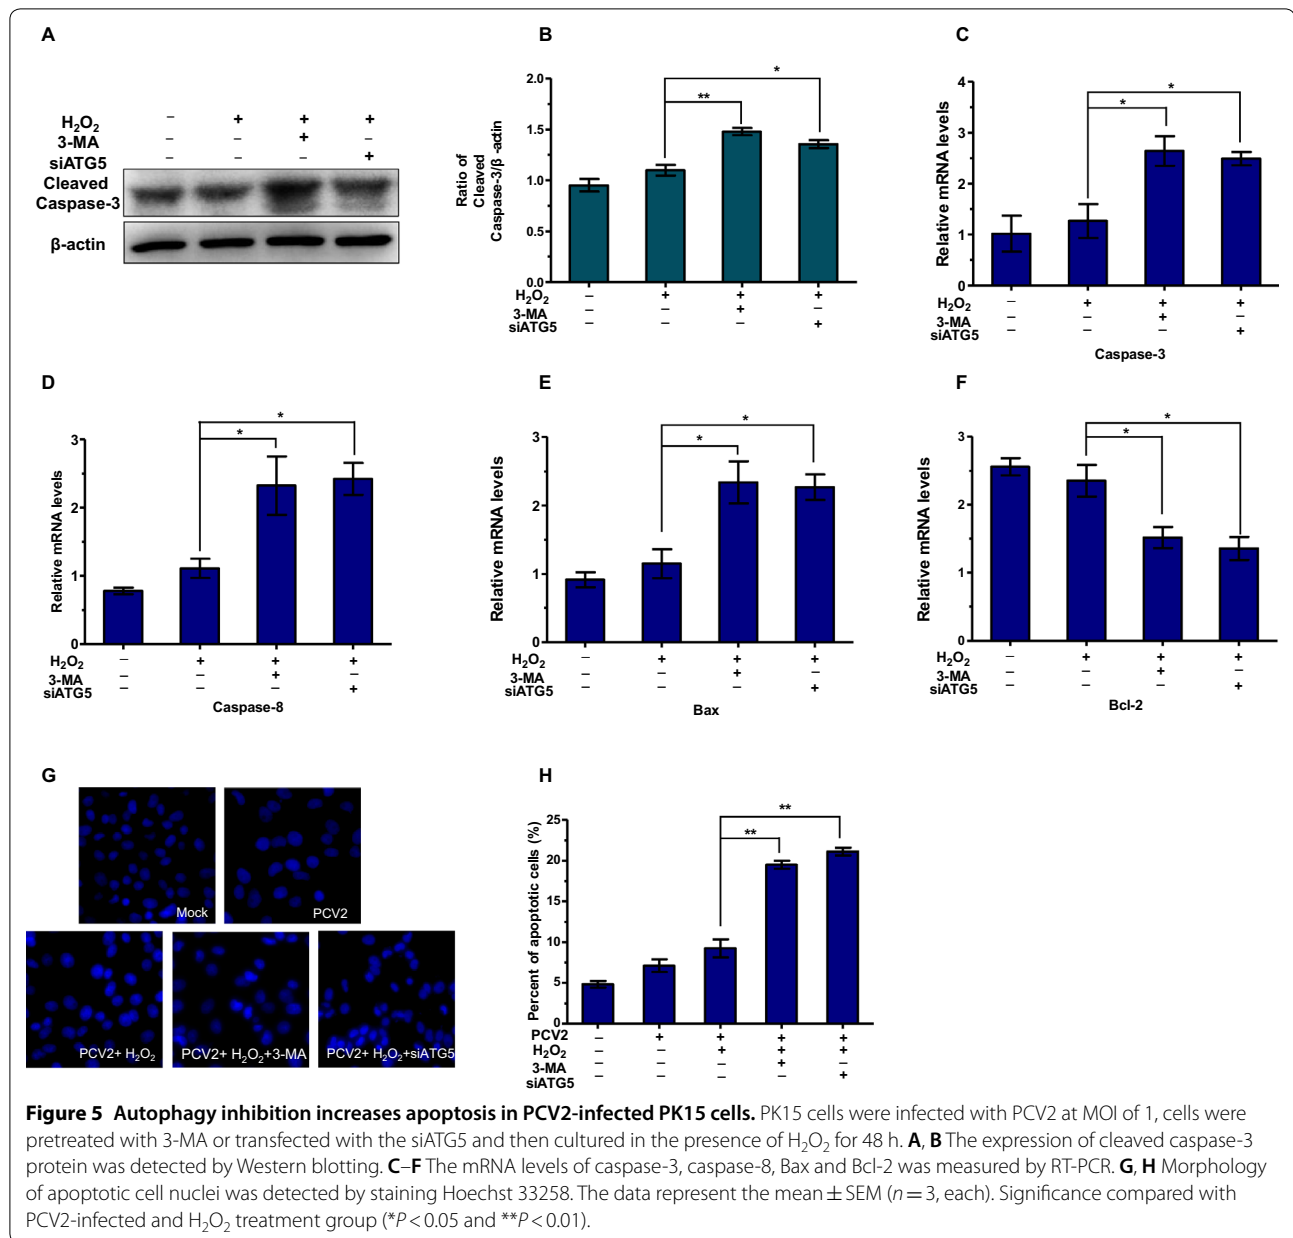 A
H₂O₂ – + + +
3-MA – – + –
siATG5 – – – +
Cleaved
Caspase-3
β-actin
B
Ratio of
Cleaved
Caspase-3/β -actin
2.0
1.5
1.0
0.5
0.0
**
*
H₂O₂ – + + +
3-MA – – + –
siATG5 – – – +
C
Relative mRNA levels
4
3
2
1
0
*
*
H₂O₂ – + + +
3-MA – – + –
siATG5 – – – +
Caspase-3
D
Relative mRNA levels
3
2
1
0
*
*
H₂O₂ – + + +
3-MA – – + –
siATG5 – – – +
Caspase-8
E
Relative mRNA levels
3
2
1
0
*
*
H₂O₂ – + + +
3-MA – – + –
siATG5 – – – +
Bax
F
Relative mRNA levels
3
2
1
0
*
*
H₂O₂ – + + +
3-MA – – + –
siATG5 – – – +
Bcl-2
G
Mock
PCV2
PCV2+ H₂O₂
PCV2+ H₂O₂+3-MA
PCV2+ H₂O₂+siATG5
H
Percent of apoptotic cells (%)
25
20
15
10
5
0
**
**
PCV2 – + + + +
H₂O₂ – – + + +
3-MA – – – + –
siATG5 – – – – +
Figure 5 Autophagy inhibition increases apoptosis in PCV2-infected PK15 cells. PK15 cells were infected with PCV2 at MOI of 1, cells were
pretreated with 3-MA or transfected with the siATG5 and then cultured in the presence of H₂O₂ for 48 h. A, B The expression of cleaved caspase-3
protein was detected by Western blotting. C–F The mRNA levels of caspase-3, caspase-8, Bax and Bcl-2 was measured by RT-PCR. G, H Morphology
of apoptotic cell nuclei was detected by staining Hoechst 33258. The data represent the mean ± SEM (n = 3, each). Significance compared with
PCV2-infected and H₂O₂ treatment group (*P < 0.05 and **P < 0.01).